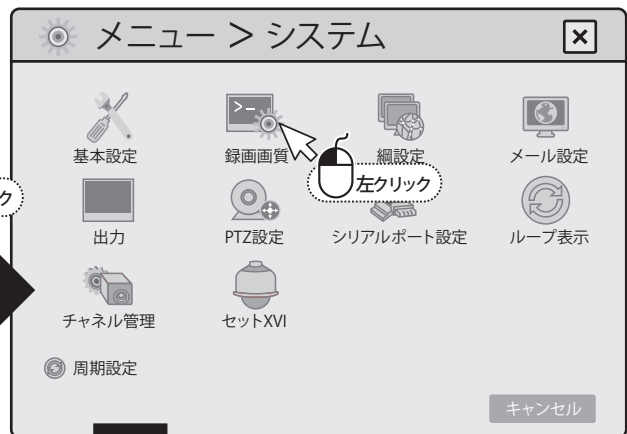 メニュー > システム
基本設定
録画画質
綱設定
メール設定
左クリック
ク
出力
PTZ設定
シリアルポート設定
ループ表示
チャネル管理
セットXVI
周期設定
キャンセル